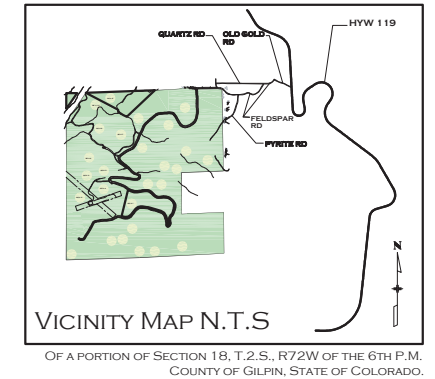 QUARTZ RD
OLD GOLD
RD
HYW 119
FELDSPAR
RD
PYRITE RD
N
VICINITY MAP N.T.S
OF A PORTION OF SECTION 18, T.2.S., R72W OF THE 6TH P.M.
COUNTY OF GILPIN, STATE OF COLORADO.